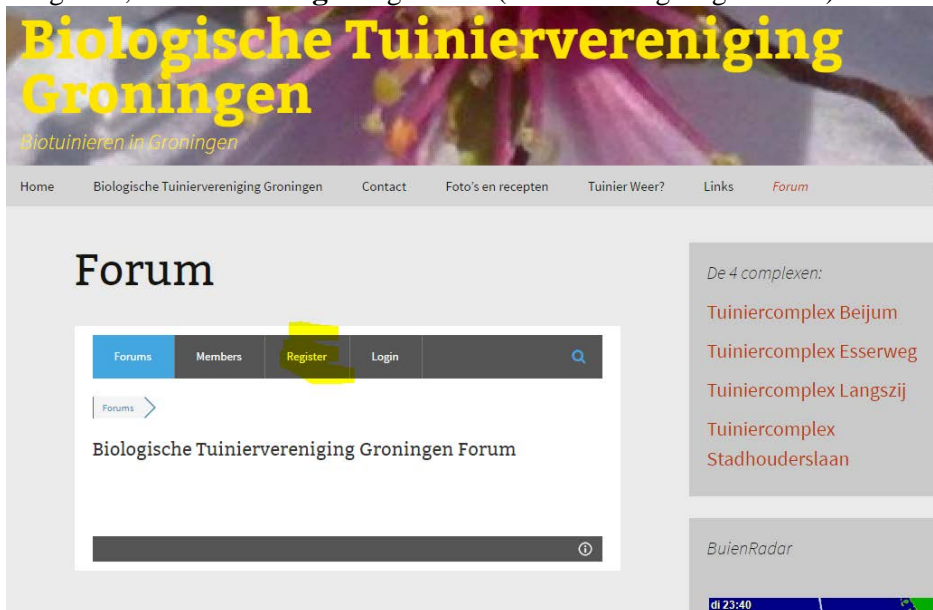 Biologische Tuiniervereniging
Groningen
Biotuinieren in Groningen
Home Biologische Tuiniervereniging Groningen Contact Foto's en recepten Tuinier Weer? Links Forum
Forum
Forums Members Register Login
Forums
Biologische Tuiniervereniging Groningen Forum
De 4 complexen:
Tuiniercomplex Beijum
Tuiniercomplex Esserweg
Tuiniercomplex Langszij
Tuiniercomplex
Stadhouderslaan
BuienRadar
di 23:40